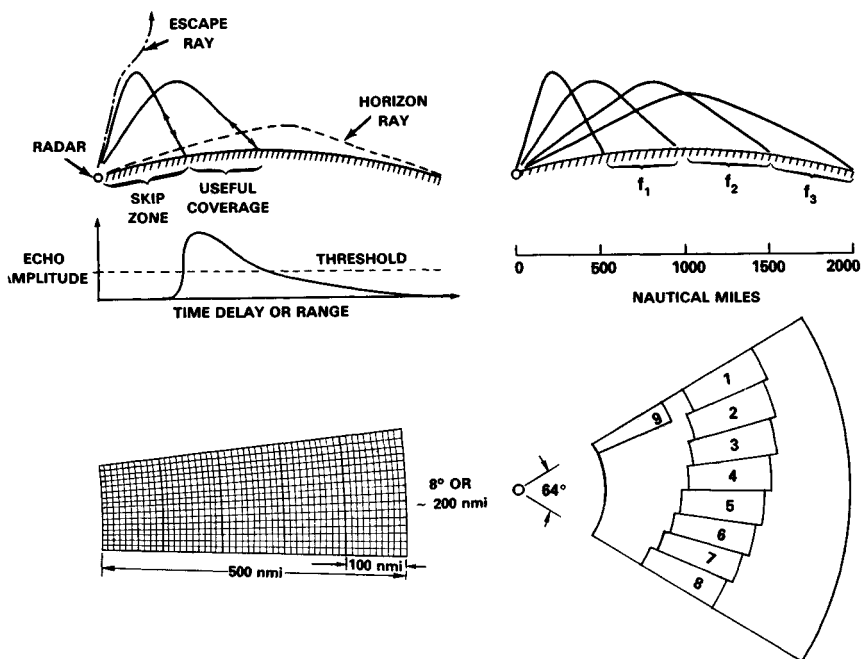 ESCAPE
RAY
HORIZON
RAY
RADAR
SKIP
ZONE
USEFUL
COVERAGE
ECHO
AMPLITUDE
THRESHOLD
TIME DELAY OR RANGE
f1
f2
f3
0 500 1000 1500 2000
NAUTICAL MILES
8° OR
~ 200 nmi
500 nmi
100 nmi
64°
1
2
3
4
5
6
7
8
9